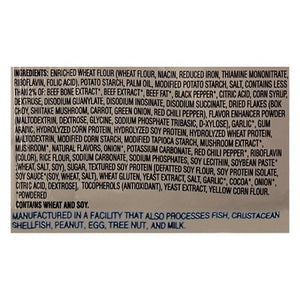 INGREDIENTS: ENRICHED WHEAT FLOUR (WHEAT FLOUR, NIACIN, REDUCED IRON, THIAMINE MONONITRATE,
RIBOFLAVIN, FOLIC ACID), POTATO STARCH, PALM OIL, MODIFIED POTATO STARCH, SALT, CONTAINS LESS
THAN 2% OF: BEEF BONE EXTRACT*, BEEF EXTRACT*, BEEF FAT*, BLACK PEPPER*, CITRIC ACID, CORN SYRUP,
DEXTROSE, DISODIUM GUANYLATE, DISODIUM INOSINATE, DISODIUM SUCCINATE, DRIED FLAKES (BOK
CHOY, SHIITAKE MUSHROOM, CARROT, GREEN ONION, RED CHILI PEPPER), FLAVOR ENHANCER POWDER
(MALTODEXTRIN, DEXTROSE, GLYCINE, SODIUM PHOSPHATE TRIBASIC, D-XYLOSE), GARLIC*, GUM
ARABIC, HYDROLYZED CORN PROTEIN, HYDROLYZED SOY PROTEIN, HYDROLYZED WHEAT PROTEIN,
MALTODEXTRIN, MODIFIED CORN STARCH, MODIFIED TAPIOCA STARCH, MUSHROOM EXTRACT*,
MUSHROOM*, NATURAL FLAVORS, ONION*, POTASSIUM CARBONATE, RED CHILI PEPPER*, RIBOFLAVIN
(COLOR), RICE FLOUR, SODIUM CARBONATE, SODIUM PHOSPHATES, SOY LECITHIN, SOYBEAN PASTE*
(WHEAT, SALT, SOY), SUGAR, TEXTURED SOY PROTEIN (DEFATTED SOY FLOUR, SOY PROTEIN ISOLATE,
SOY SAUCE* (SOY, WHEAT, SALT), WHEAT GLUTEN, YEAST EXTRACT, SALT, GARLIC*, COCOA*, ONION*,
CITRIC ACID, DEXTROSE), TOCOPHEROLS (ANTIOXIDANT), YEAST EXTRACT, YELLOW CORN FLOUR.
*POWDERED
CONTAINS WHEAT AND SOY.
MANUFACTURED IN A FACILITY THAT ALSO PROCESSES FISH, CRUSTACEAN
SHELLFISH, PEANUT, EGG, TREE NUT, AND MILK.